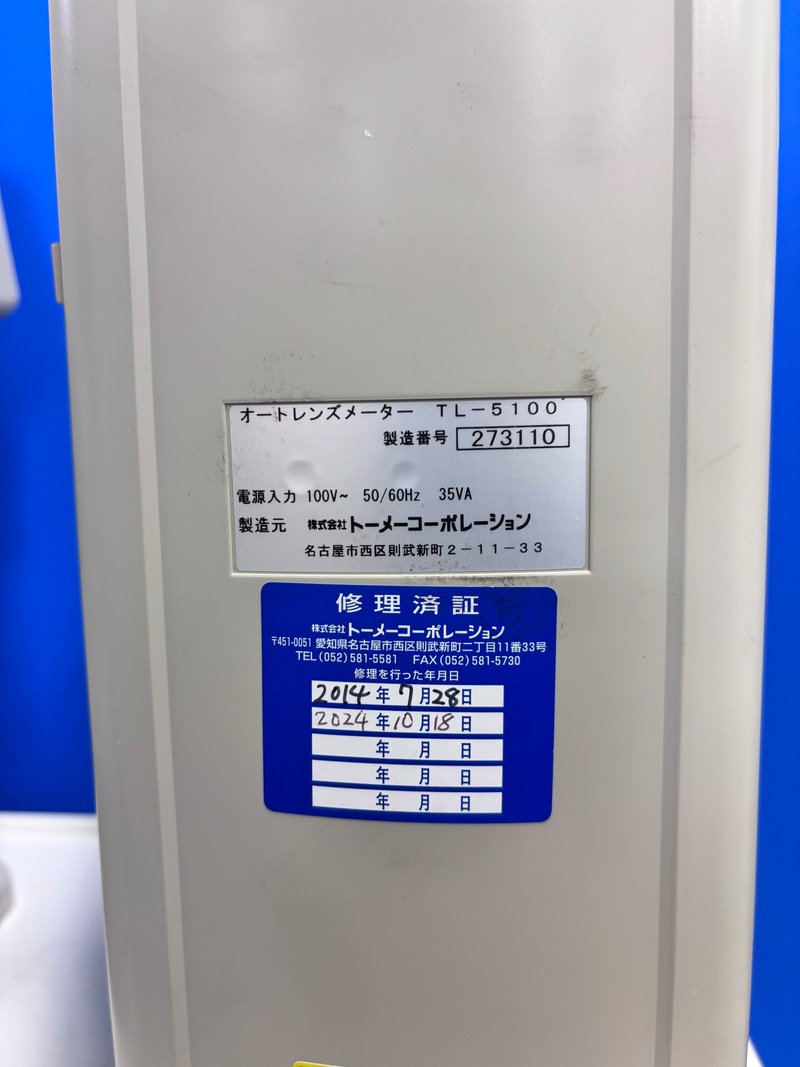 オートレンズメーター TL-5100
製造番号 273110
電源入力 100V~ 50/60Hz 35VA
製造元 株式会社 トーメーコーポレーション
名古屋市西区則武新町2-11-33
修理済証
株式会社 トーメーコーポレーション
〒451-0051 愛知県名古屋市西区則武新町二丁目11番33号
TEL(052)581-5581 FAX(052)581-5730
修理を行った年月日
2014年7月28日
2024年10月18日
年 月 日
年 月 日
年 月 日